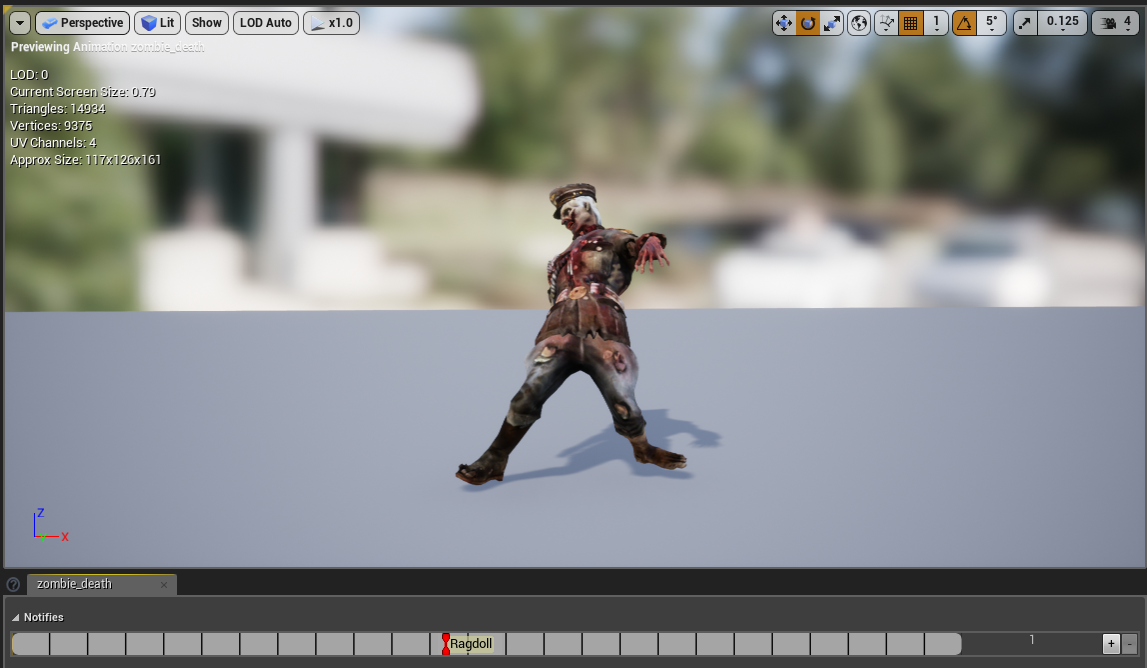 Perspective Lit Show LOD Auto x1.0 1 5° 0.125 4
Previewing Animation zombie_death
LOD: 0
Current Screen Size: 0.79
Triangles: 14934
Vertices: 9375
UV Channels: 4
Approx Size: 117x126x161
Z
X
? zombie_death ×
Notifies
Ragdoll 1 + -